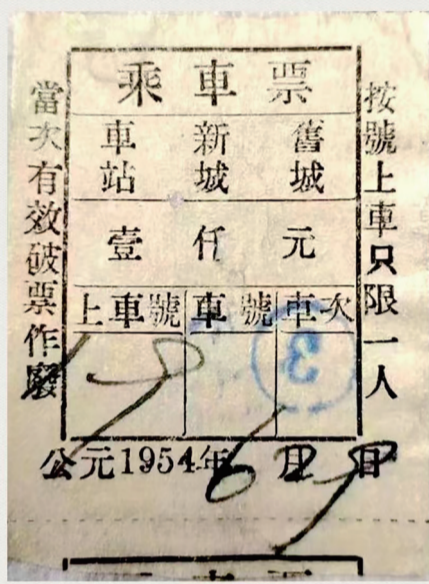 乘車票
車站 新城 舊城
壹仟元
上車號 車號 車次
3
按號上車只限一人
當次有效破票作廢
公元1954年6月日